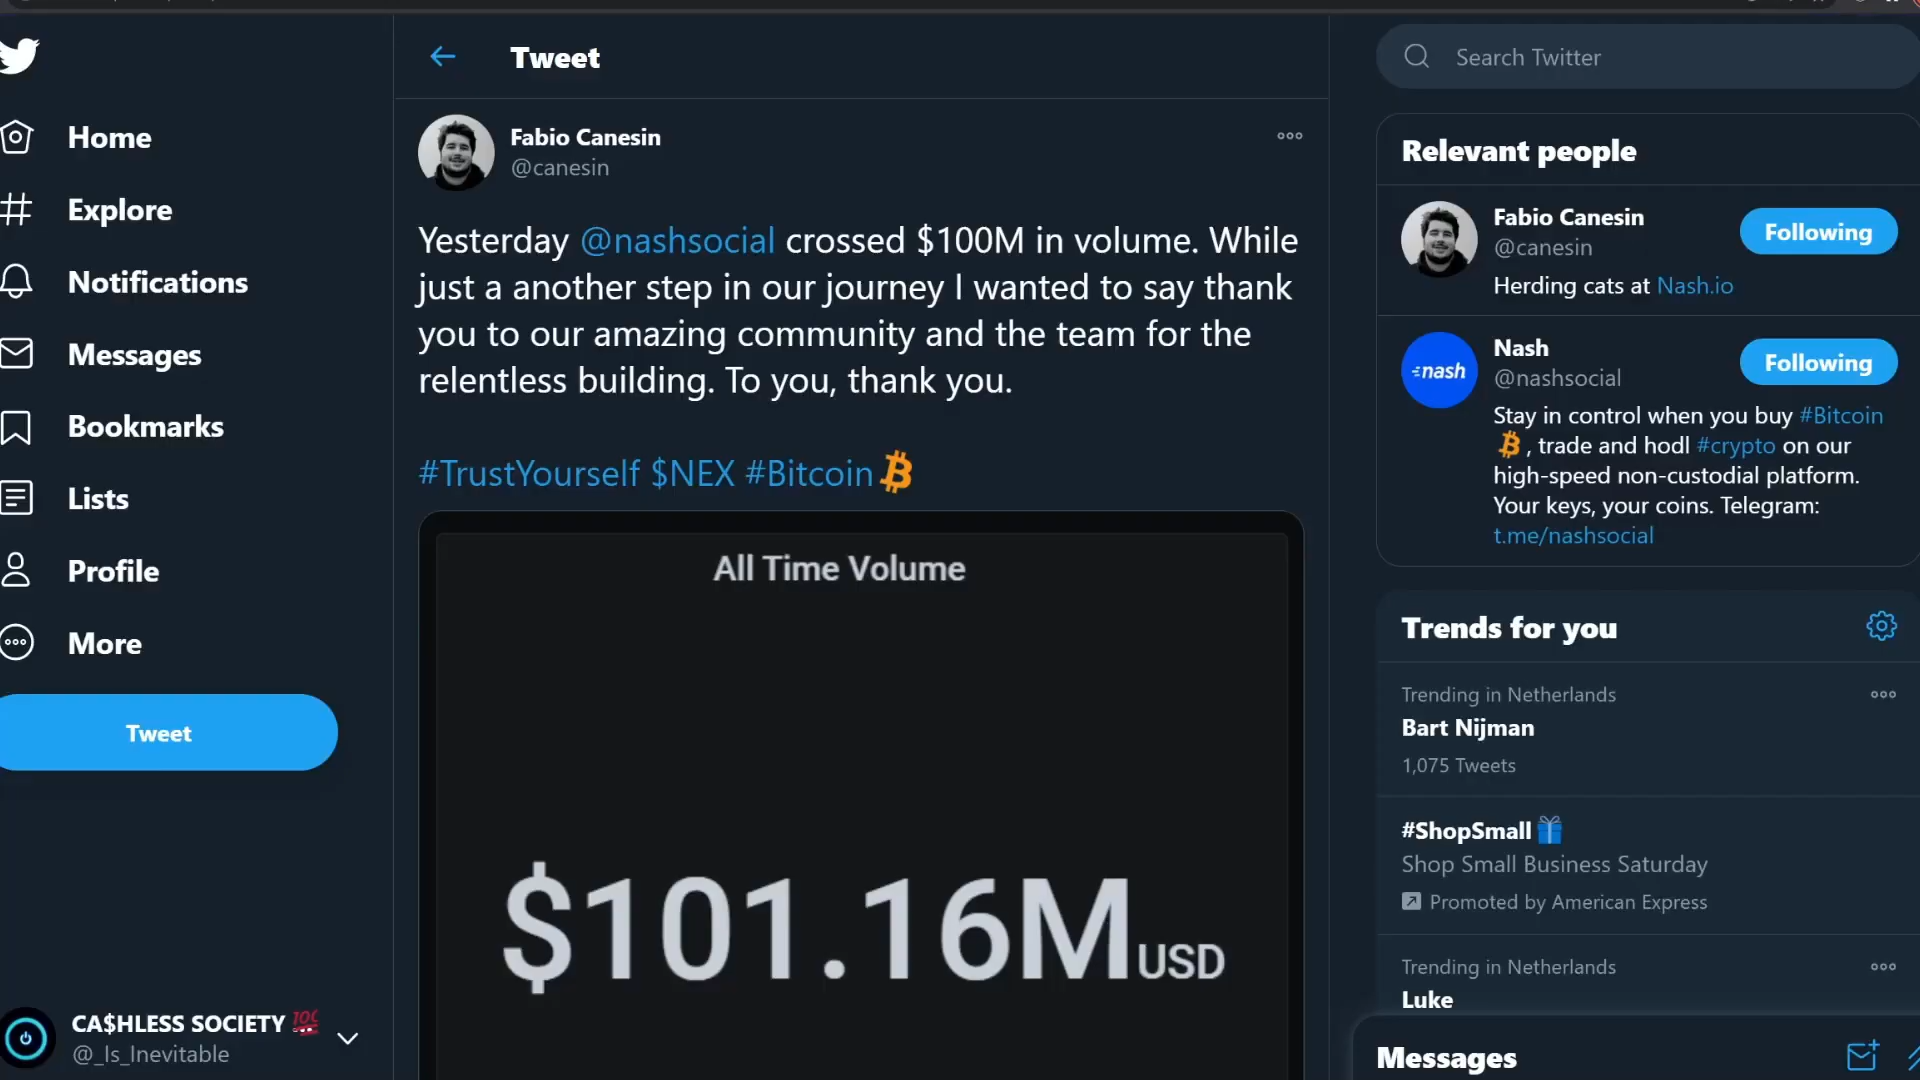 Home
Explore
Notifications
Messages
Bookmarks
Lists
Profile
More
Tweet
CA$HLESS SOCIETY 💯
@_Is_Inevitable
Tweet
Fabio Canesin
@canesin
Yesterday @nashsocial crossed $100M in volume. While
just a another step in our journey I wanted to say thank
you to our amazing community and the team for the
relentless building. To you, thank you.
#TrustYourself $NEX #Bitcoin
All Time Volume
$101.16M USD
Search Twitter
Relevant people
Fabio Canesin
@canesin
Following
Herding cats at Nash.io
nash
Nash
@nashsocial
Following
Stay in control when you buy #Bitcoin
, trade and hodl #crypto on our
high-speed non-custodial platform.
Your keys, your coins. Telegram:
t.me/nashsocial
Trends for you
Trending in Netherlands
Bart Nijman
1,075 Tweets
#ShopSmall
Shop Small Business Saturday
Promoted by American Express
Trending in Netherlands
Luke
Messages